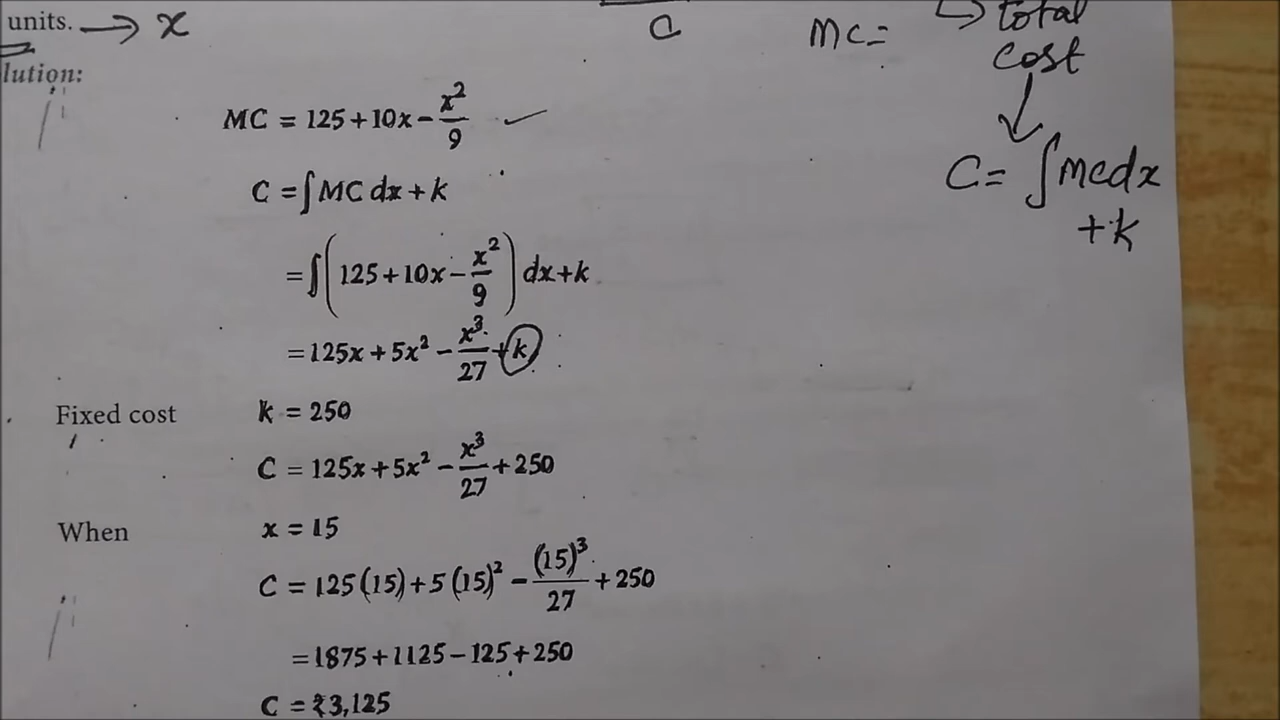 units. → x
C
MC =
↳ total
cost
↓
C = ∫ MC dx
+ k
lution:
MC = 125 + 10x − x²/9 ✓
C = ∫ MC dx + k
= ∫ ( 125 + 10x − x²/9 ) dx + k
= 125x + 5x² − x³/27 + k
Fixed cost k = 250
C = 125x + 5x² − x³/27 + 250
When x = 15
C = 125(15) + 5(15)² − (15)³/27 + 250
= 1875 + 1125 − 125 + 250
C = ₹3,125